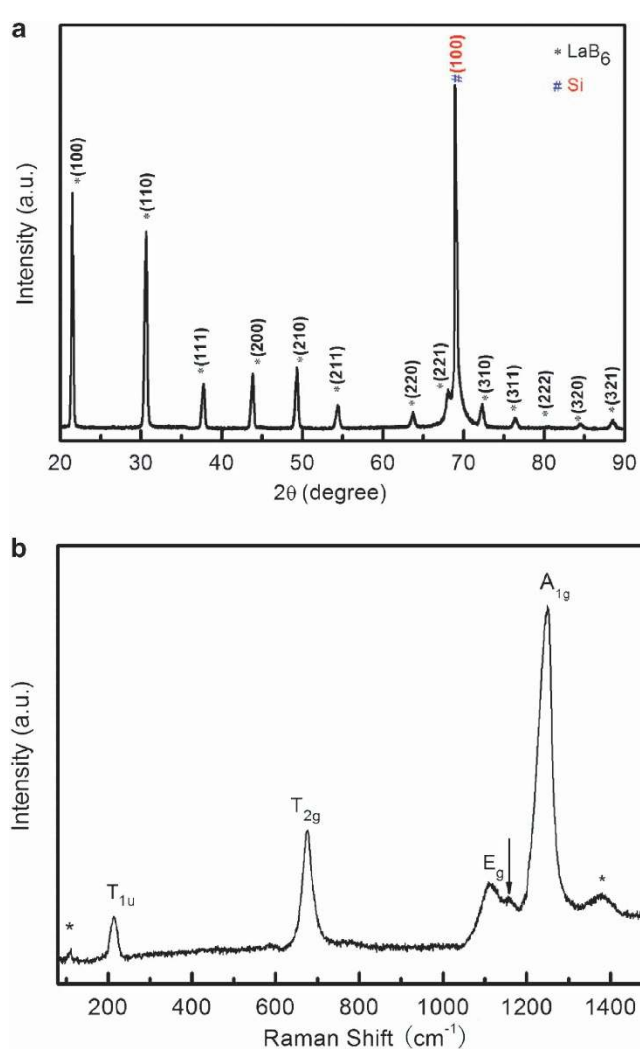 a
* LaB6
# Si
#(100)
*(100)
*(110)
*(111)
*(200)
*(210)
*(211)
*(220)
*(221)
*(310)
*(311)
*(222)
*(320)
*(321)
Intensity (a.u.)
20 30 40 50 60 70 80 90
2θ (degree)
b
A1g
T2g
Eg
T1u
*
*
Intensity (a.u.)
200 400 600 800 1000 1200 1400
Raman Shift (cm-1)